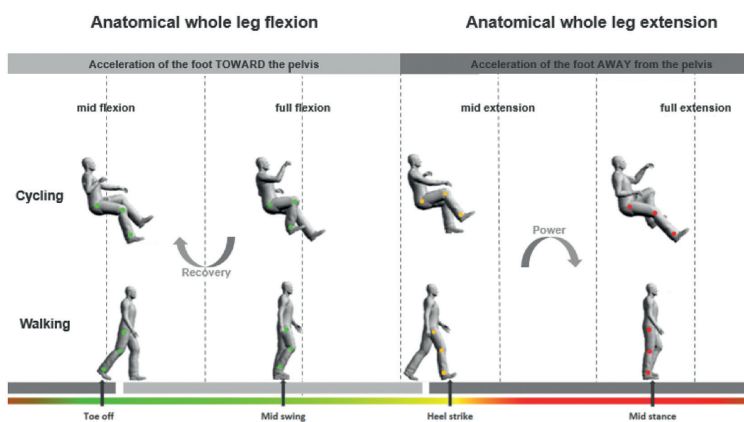 Anatomical whole leg flexion
Anatomical whole leg extension
Acceleration of the foot TOWARD the pelvis
Acceleration of the foot AWAY from the pelvis
mid flexion
full flexion
mid extension
full extension
Cycling
Recovery
Power
Walking
Toe off
Mid swing
Heel strike
Mid stance